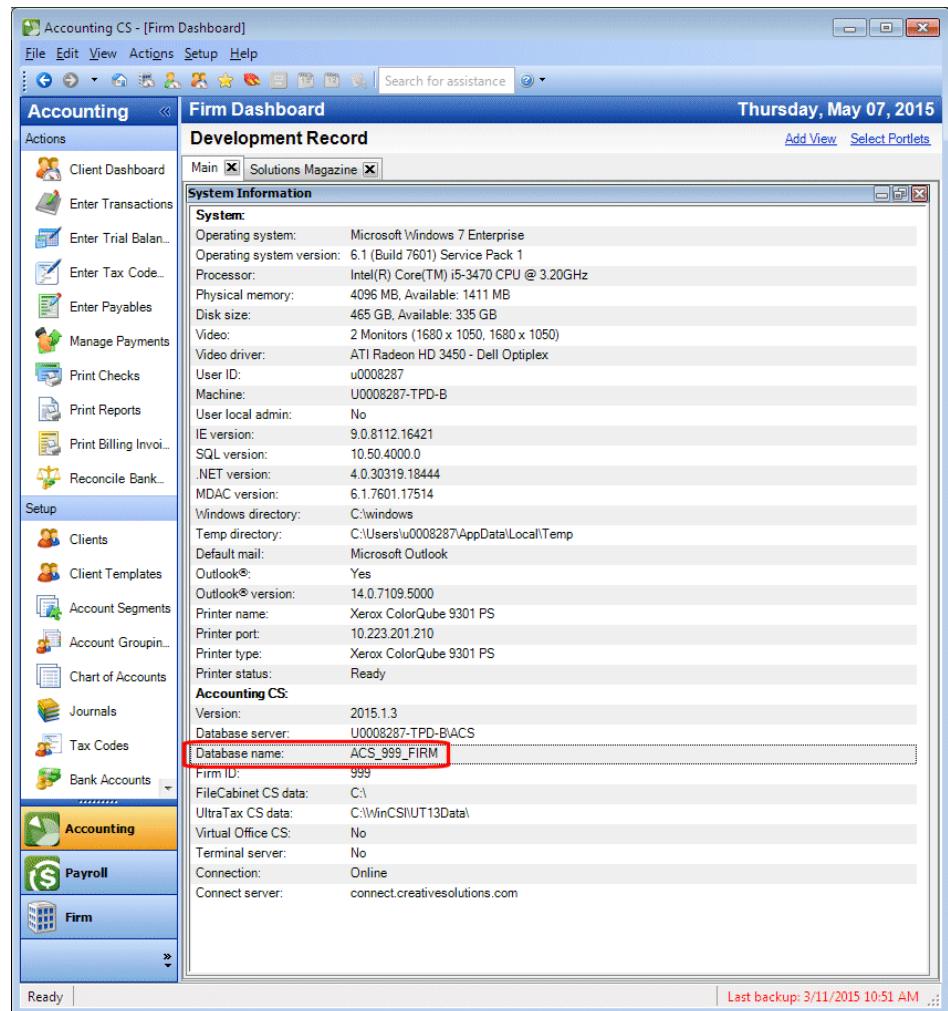 Accounting CS - [Firm Dashboard]
File Edit View Actions Setup Help
Search for assistance
Accounting «
Firm Dashboard Thursday, May 07, 2015
Actions
Development Record Add View Select Portlets
Main Solutions Magazine
Client Dashboard
Enter Transactions
Enter Trial Balan...
Enter Tax Code...
Enter Payables
Manage Payments
Print Checks
Print Reports
Print Billing Invoi...
Reconcile Bank...
Setup
Clients
Client Templates
Account Segments
Account Groupin...
Chart of Accounts
Journals
Tax Codes
Bank Accounts
Accounting
Payroll
Firm
»
System Information
System:
Operating system: Microsoft Windows 7 Enterprise
Operating system version: 6.1 (Build 7601) Service Pack 1
Processor: Intel(R) Core(TM) i5-3470 CPU @ 3.20GHz
Physical memory: 4096 MB, Available: 1411 MB
Disk size: 465 GB, Available: 335 GB
Video: 2 Monitors (1680 x 1050, 1680 x 1050)
Video driver: ATI Radeon HD 3450 - Dell Optiplex
User ID: u0008287
Machine: U0008287-TPD-B
User local admin: No
IE version: 9.0.8112.16421
SQL version: 10.50.4000.0
.NET version: 4.0.30319.18444
MDAC version: 6.1.7601.17514
Windows directory: C:\windows
Temp directory: C:\Users\u0008287\AppData\Local\Temp
Default mail: Microsoft Outlook
Outlook®: Yes
Outlook® version: 14.0.7109.5000
Printer name: Xerox ColorQube 9301 PS
Printer port: 10.223.201.210
Printer type: Xerox ColorQube 9301 PS
Printer status: Ready
Accounting CS:
Version: 2015.1.3
Database server: U0008287-TPD-B\ACS
Database name: ACS_999_FIRM
Firm ID: 999
FileCabinet CS data: C:\
UltraTax CS data: C:\WinCSI\UT13Data\
Virtual Office CS: No
Terminal server: No
Connection: Online
Connect server: connect.creativesolutions.com
Ready Last backup: 3/11/2015 10:51 AM